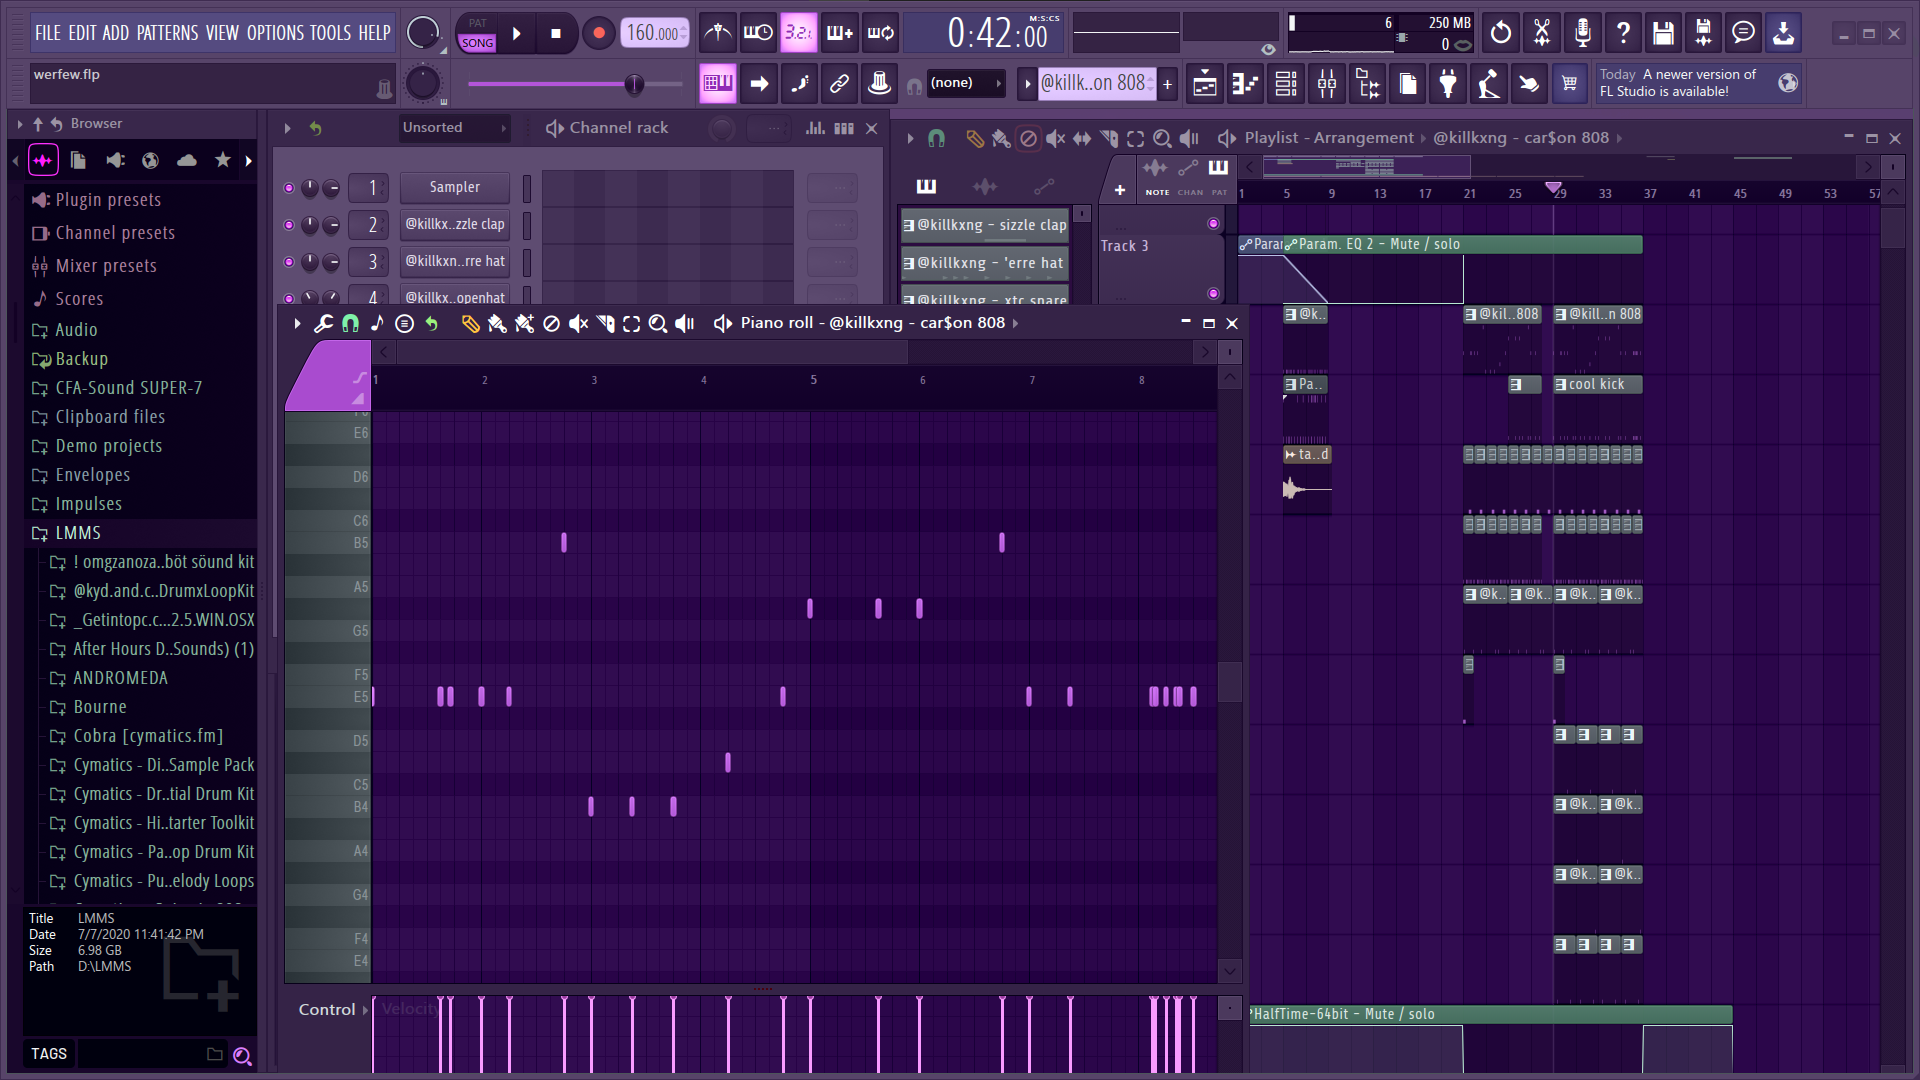 FILE EDIT ADD PATTERNS VIEW OPTIONS TOOLS HELP
PAT
SONG
160.000
3.2.
0:42:00
M:S:CS
6
250 MB
0
werfew.flp
(none)
@killk..on 808
Today A newer version of
FL Studio is available!
Browser
Plugin presets
Channel presets
Mixer presets
Scores
Audio
Backup
CFA-Sound SUPER-7
Clipboard files
Demo projects
Envelopes
Impulses
LMMS
! omgzanoza..böt söund kit
@kyd.and.c..DrumxLoopKit
_Getintopc.c...2.5.WIN.OSX
After Hours D..Sounds) (1)
ANDROMEDA
Bourne
Cobra [cymatics.fm]
Cymatics - Di..Sample Pack
Cymatics - Dr..tial Drum Kit
Cymatics - Hi..tarter Toolkit
Cymatics - Pa..op Drum Kit
Cymatics - Pu..elody Loops
Title LMMS
Date 7/7/2020 11:41:42 PM
Size 6.98 GB
Path D:\LMMS
TAGS
Unsorted
Channel rack
1 Sampler
2 @killkx..zzle clap
3 @killkxn..rre hat
4 @killkx..openhat
Playlist - Arrangement @killkxng - car$on 808
NOTE CHAN PAT
1 5 9 13 17 21 25 29 33 37 41 45 49 53 57
@killkxng - sizzle clap
@killkxng - 'erre hat
@killkxng - xtc snare
Track 3
Param. EQ 2 - Mute / solo
@k..
@kil..808
@kill..n 808
Pa..
cool kick
ta..d
@k.. @k.. @k.. @k..
@k.. @k..
@k.. @k..
HalfTime-64bit - Mute / solo
Piano roll - @killkxng - car$on 808
1 2 3 4 5 6 7 8
E6
D6
C6
B5
A5
G5
F5
E5
D5
C5
B4
A4
G4
F4
E4
Control
Velocity